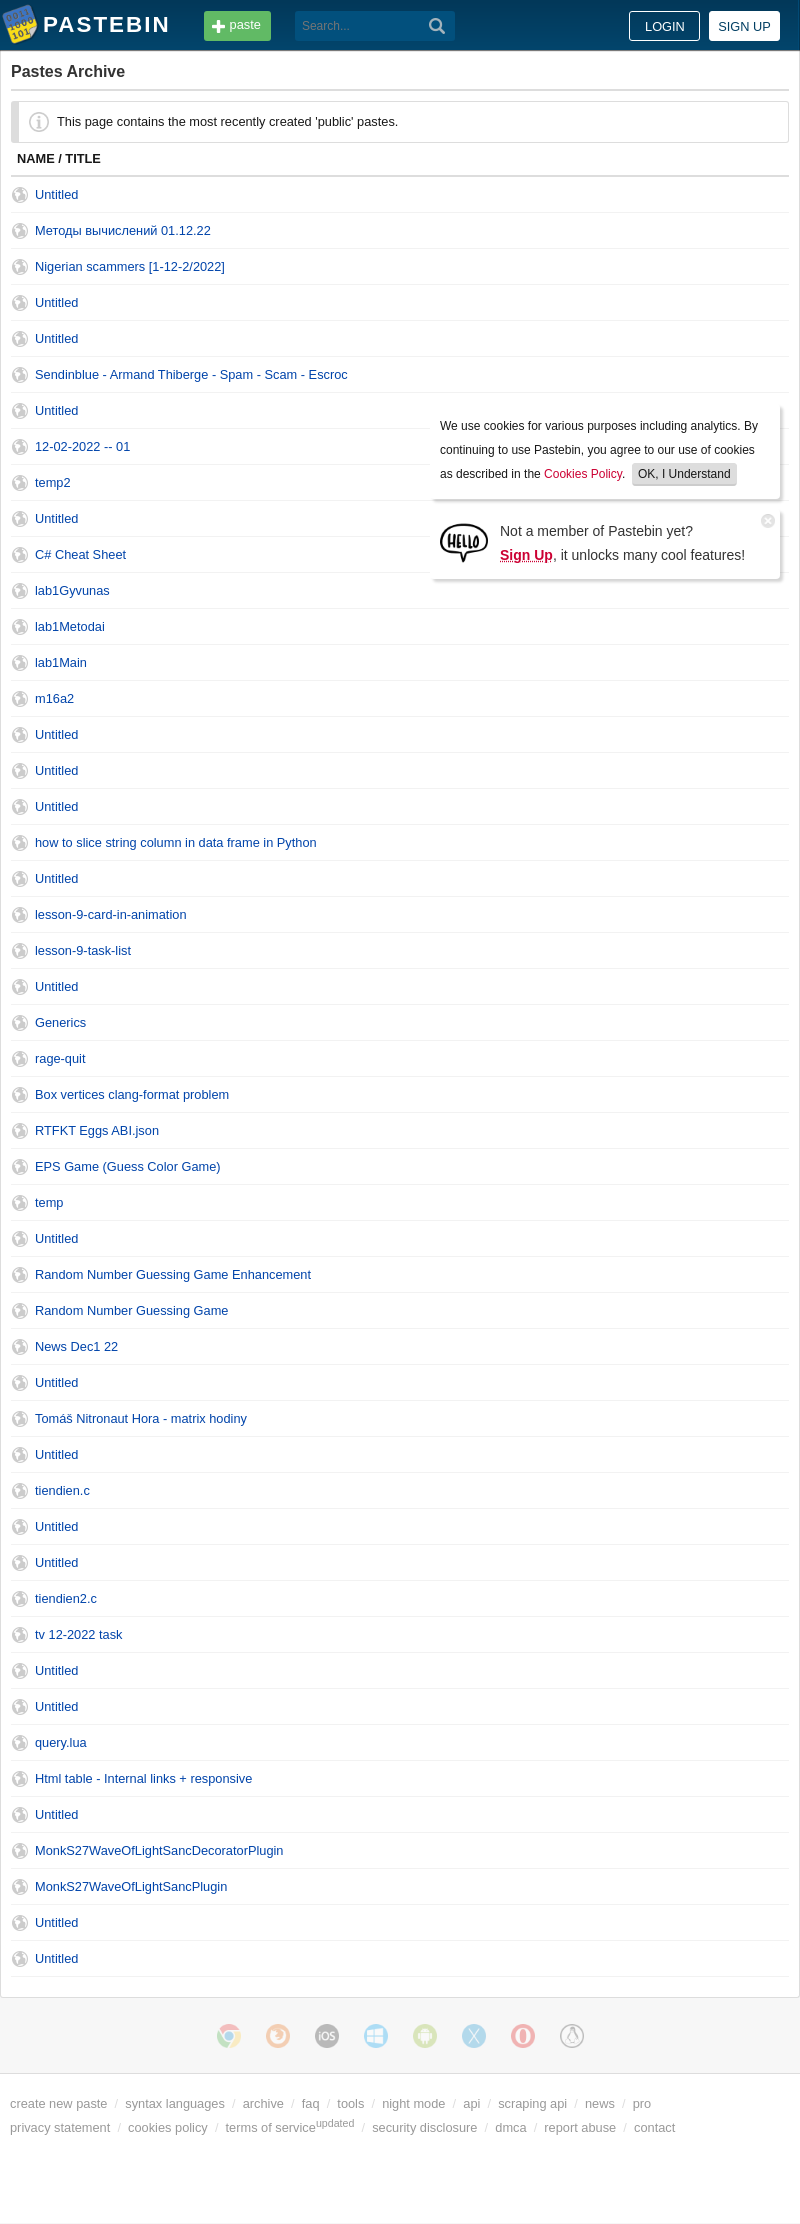 PASTEBIN
paste
Search...
LOGIN
SIGN UP
Pastes Archive
This page contains the most recently created 'public' pastes.
NAME / TITLE
Untitled
Методы вычислений 01.12.22
Nigerian scammers [1-12-2/2022]
Untitled
Untitled
Sendinblue - Armand Thiberge - Spam - Scam - Escroc
Untitled
12-02-2022 -- 01
temp2
Untitled
C# Cheat Sheet
lab1Gyvunas
lab1Metodai
lab1Main
m16a2
Untitled
Untitled
Untitled
how to slice string column in data frame in Python
Untitled
lesson-9-card-in-animation
lesson-9-task-list
Untitled
Generics
rage-quit
Box vertices clang-format problem
RTFKT Eggs ABI.json
EPS Game (Guess Color Game)
temp
Untitled
Random Number Guessing Game Enhancement
Random Number Guessing Game
News Dec1 22
Untitled
Tomáš Nitronaut Hora - matrix hodiny
Untitled
tiendien.c
Untitled
Untitled
tiendien2.c
tv 12-2022 task
Untitled
Untitled
query.lua
Html table - Internal links + responsive
Untitled
MonkS27WaveOfLightSancDecoratorPlugin
MonkS27WaveOfLightSancPlugin
Untitled
Untitled
We use cookies for various purposes including analytics. By
continuing to use Pastebin, you agree to our use of cookies
as described in the Cookies Policy. OK, I Understand
HELLO
Not a member of Pastebin yet?
Sign Up, it unlocks many cool features!
iOS
create new paste / syntax languages / archive / faq / tools / night mode / api / scraping api / news / pro
privacy statement / cookies policy / terms of service updated / security disclosure / dmca / report abuse / contact